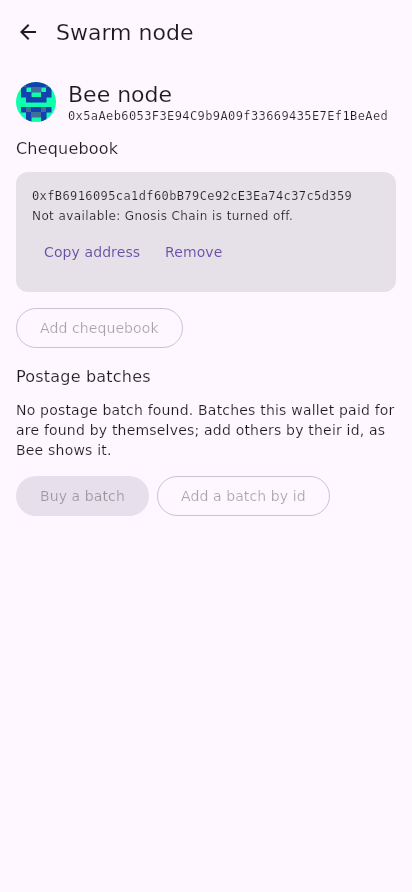 Swarm node
Bee node
0x5aAeb6053F3E94C9b9A09f33669435E7Ef1BeAed
Chequebook
0xfB6916095ca1df60bB79Ce92cE3Ea74c37c5d359
Not available: Gnosis Chain is turned off.
Copy address Remove
Add chequebook
Postage batches
No postage batch found. Batches this wallet paid for
are found by themselves; add others by their id, as
Bee shows it.
Buy a batch Add a batch by id